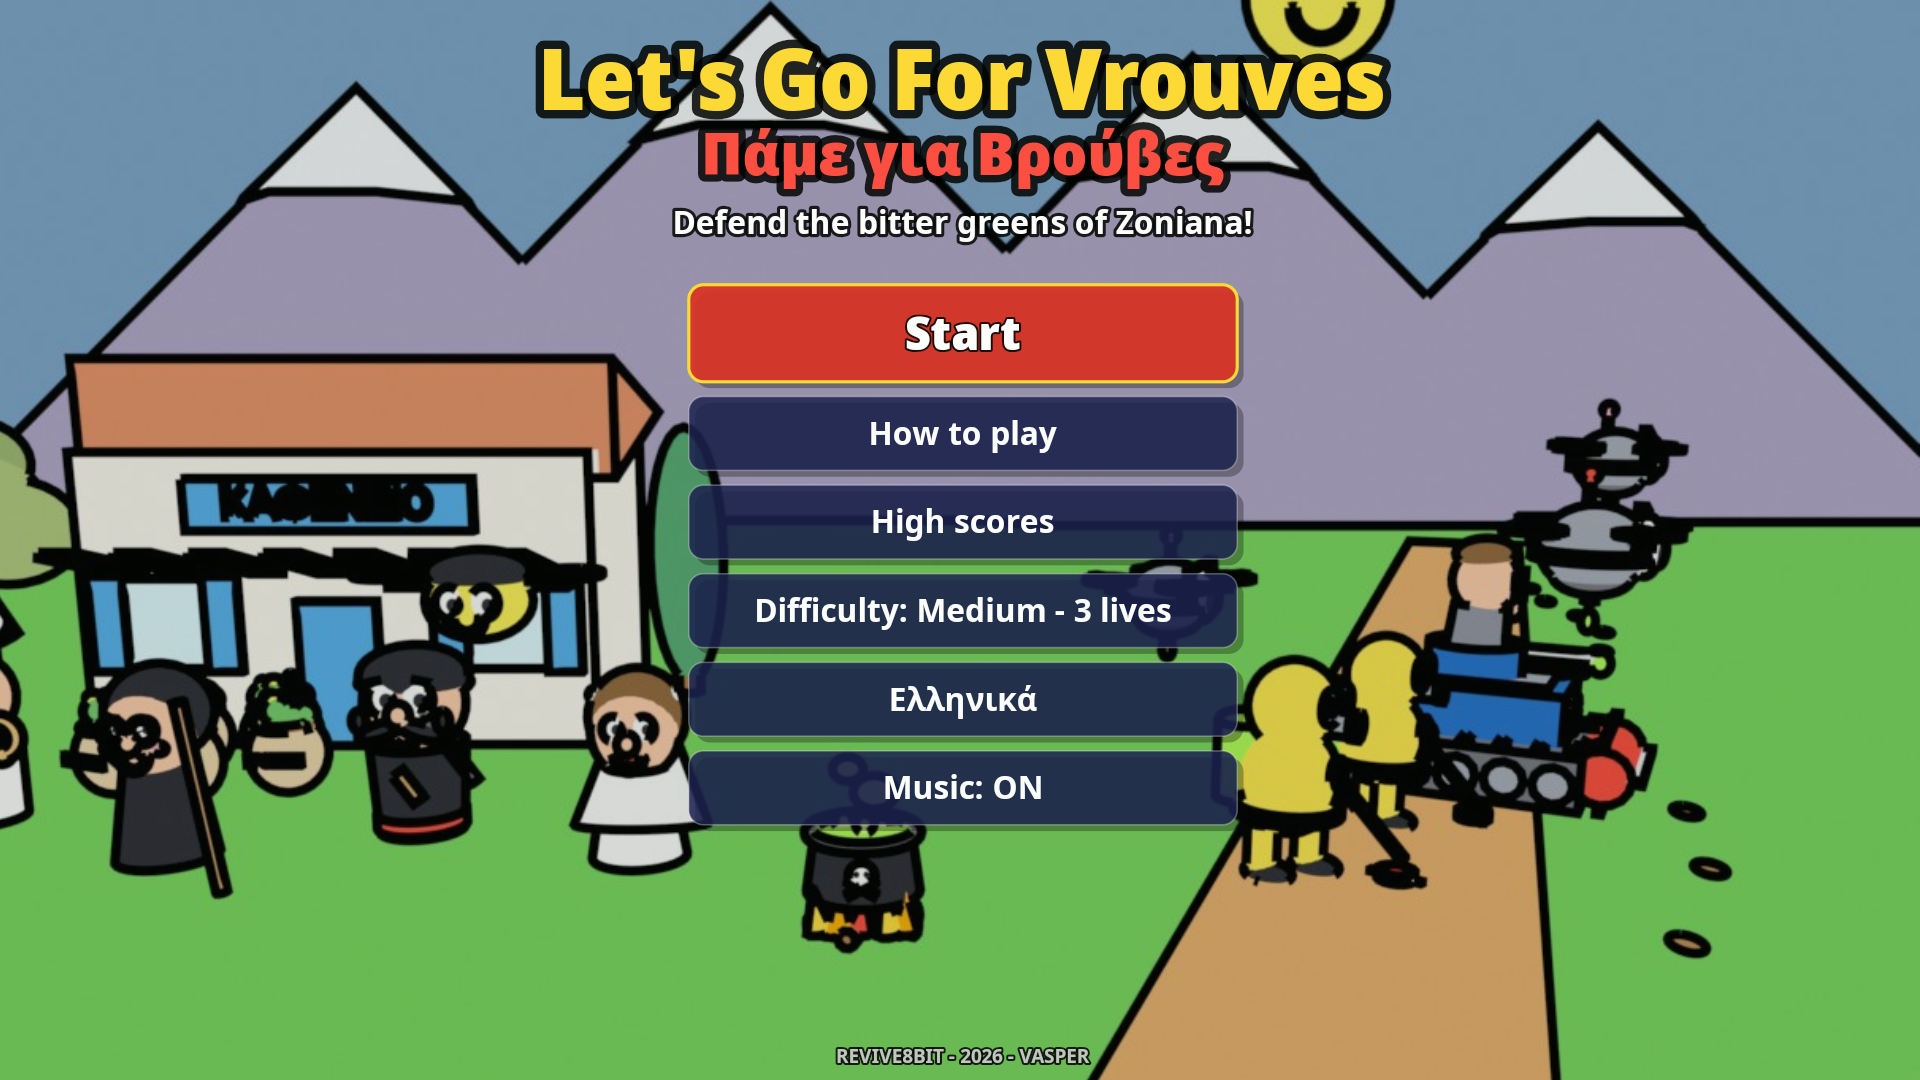 Let's Go For Vrouves
Πάμε για Βρούβες
Defend the bitter greens of Zoniana!
Start
How to play
High scores
Difficulty: Medium - 3 lives
Ελληνικά
Music: ON
REVIVE8BIT - 2026 - VASPER